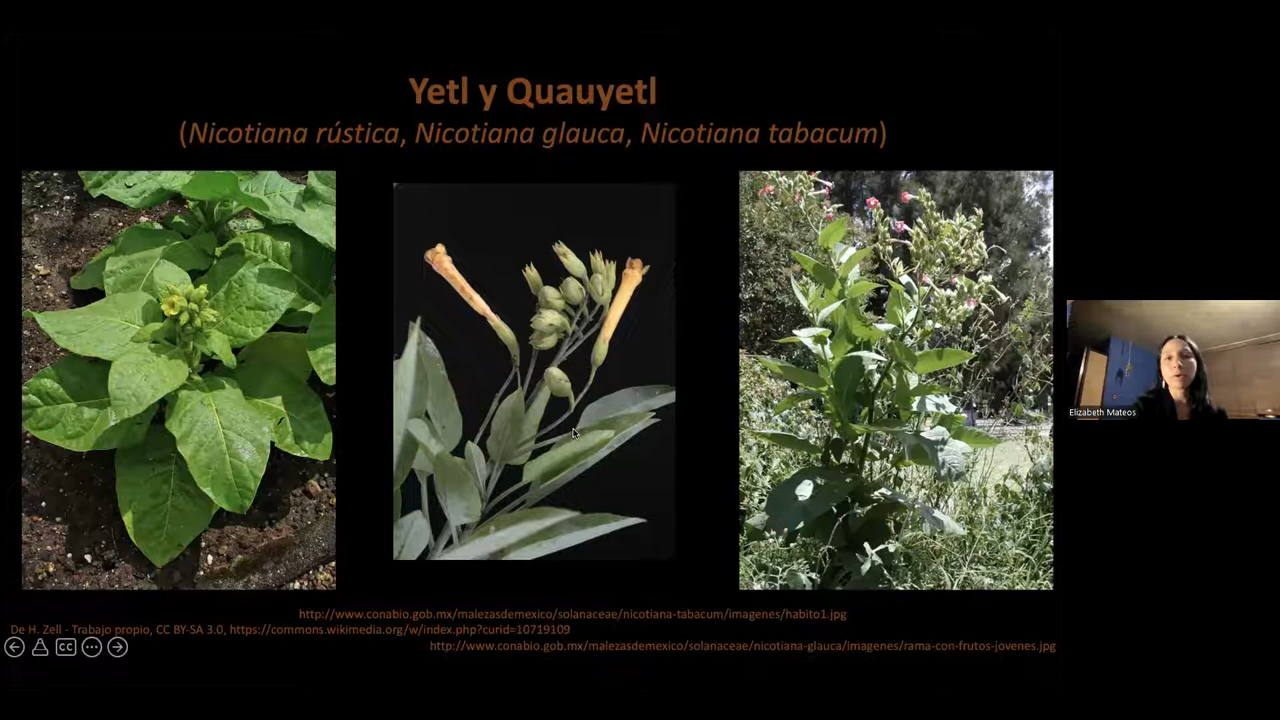 Yetl y Quauyetl
(Nicotiana rústica, Nicotiana glauca, Nicotiana tabacum)
Elizabeth Mateos
http://www.conabio.gob.mx/malezasdemexico/solanaceae/nicotiana-tabacum/imagenes/habito1.jpg
De H. Zell - Trabajo propio, CC BY-SA 3.0, https://commons.wikimedia.org/w/index.php?curid=10719109
CC
http://www.conabio.gob.mx/malezasdemexico/solanaceae/nicotiana-glauca/imagenes/rama-con-frutos-jovenes.jpg